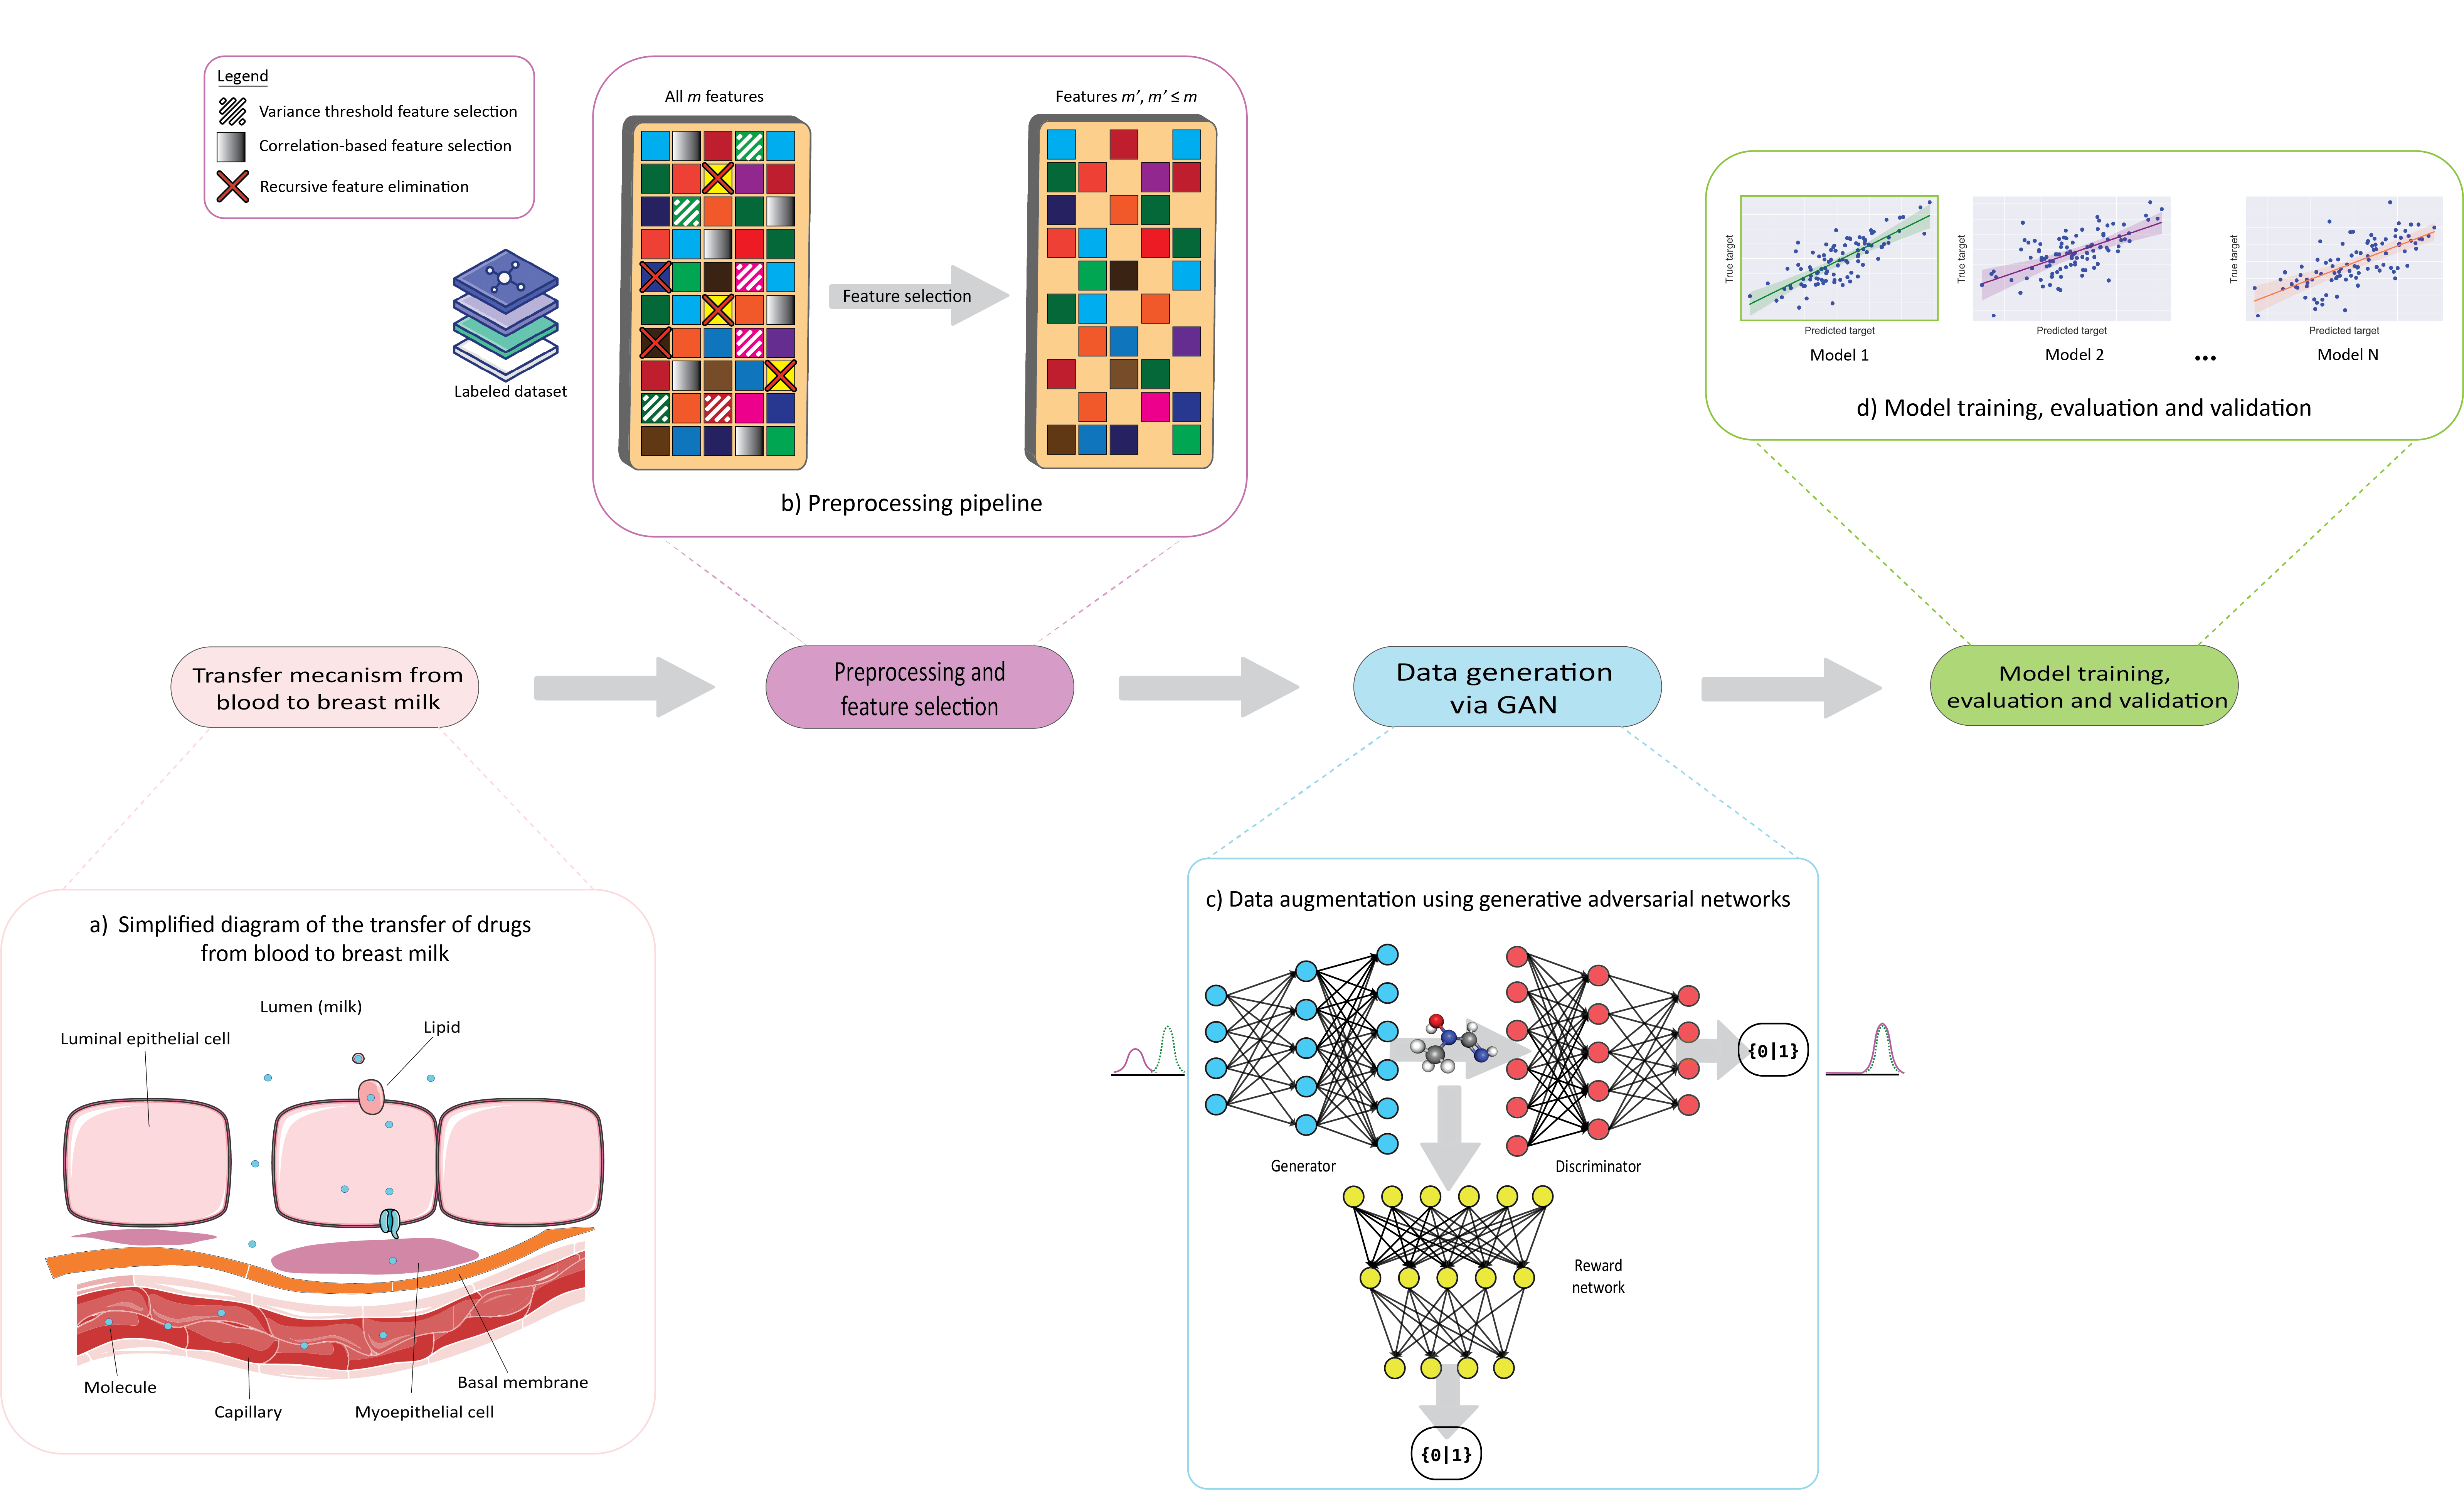 Legend
Variance threshold feature selection
Correlation-based feature selection
Recursive feature elimination
Labeled dataset
All m features
Features m’, m’ ≤ m
Feature selection
b) Preprocessing pipeline
True target
Predicted target
Model 1
True target
Predicted target
Model 2
...
True target
Predicted target
Model N
d) Model training, evaluation and validation
Transfer mecanism from
blood to breast milk
Preprocessing and
feature selection
Data generation
via GAN
Model training,
evaluation and validation
a) Simplified diagram of the transfer of drugs
from blood to breast milk
Lumen (milk)
Lipid
Luminal epithelial cell
Molecule
Capillary
Myoepithelial cell
Basal membrane
c) Data augmentation using generative adversarial networks
{0|1}
Generator
Discriminator
Reward
network
{0|1}